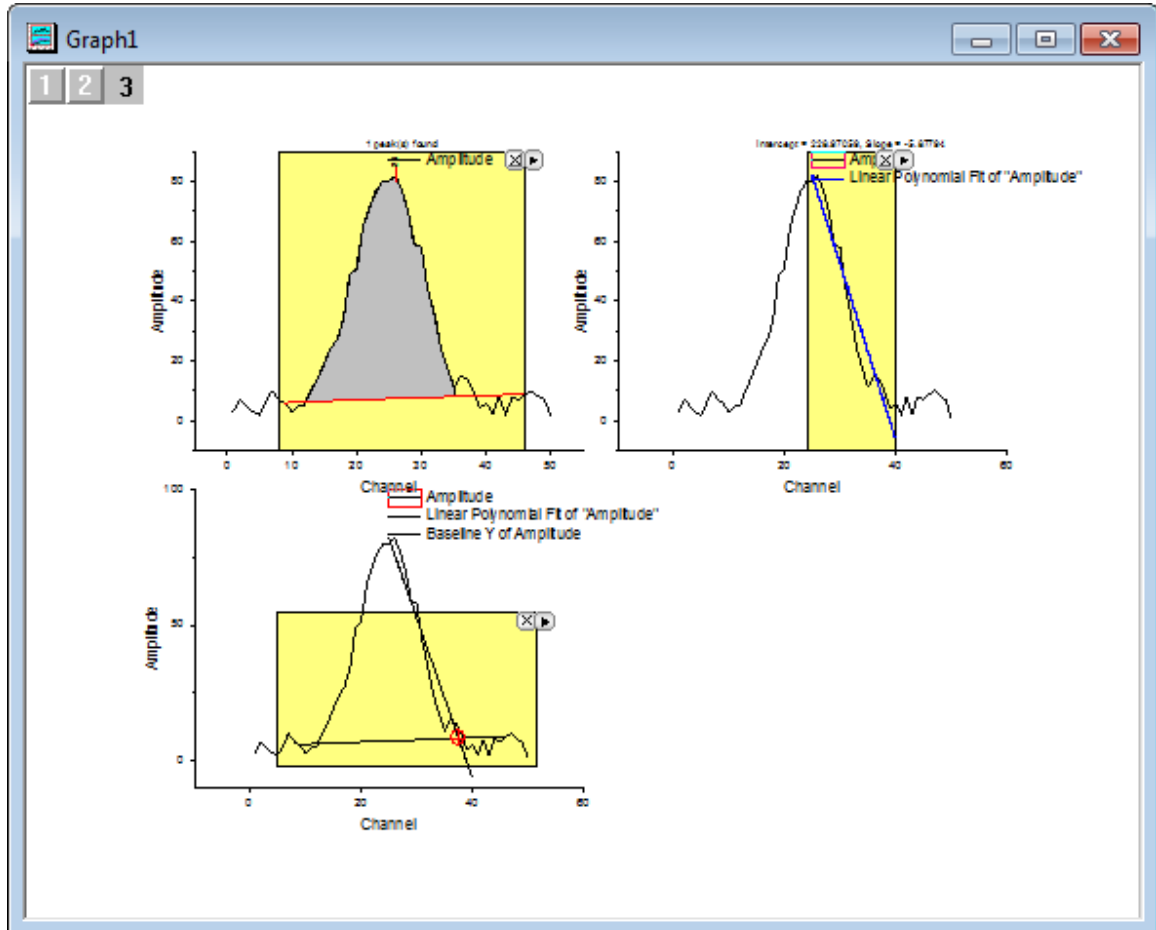 Graph1
1 2 3
1 peak(s) found
Amplitude
80
60
40
20
0
Amplitude
0 10 20 30 40 50
Channel
Linear Polynomial Fit of "Amplitude"
80
60
40
20
0
Amplitude
0 20 40 60
Channel
Amplitude
Linear Polynomial Fit of "Amplitude"
Baseline Y of Amplitude
100
50
0
Amplitude
0 20 40 60
Channel